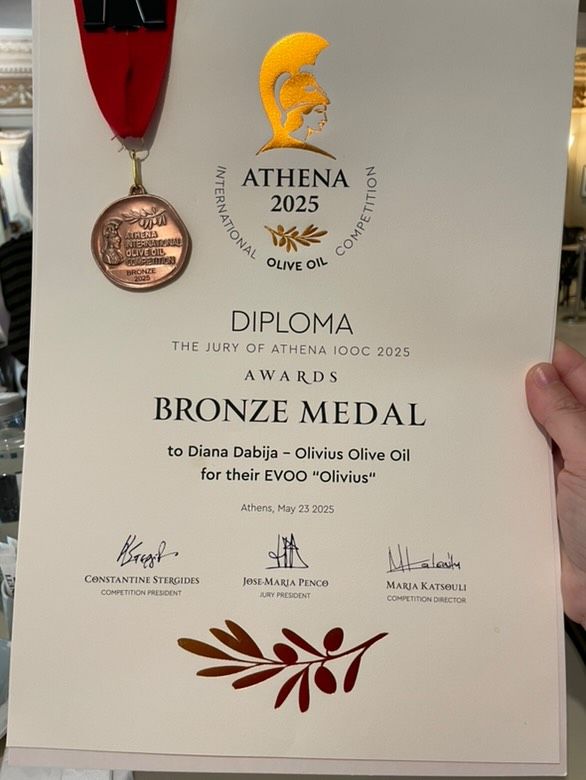 ATHENA
INTERNATIONAL
OLIVE OIL
COMPETITION
BRONZE
2025
ATHENA
2025
INTERNATIONAL OLIVE OIL COMPETITION
DIPLOMA
THE JURY OF ATHENA IOOC 2025
AWARDS
BRONZE MEDAL
to Diana Dabija – Olivius Olive Oil
for their EVOO "Olivius"
Athens, May 23 2025
CONSTANTINE STERGIDES
COMPETITION PRESIDENT
JOSE-MARIA PENCO
JURY PRESIDENT
MARIA KATSOULI
COMPETITION DIRECTOR